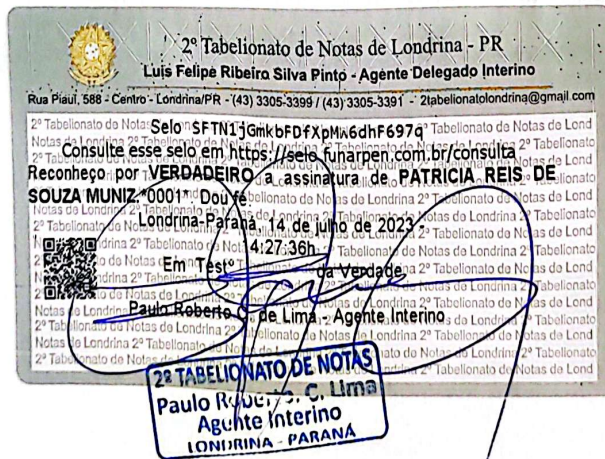 2º Tabelionato de Notas de Londrina - PR
Luis Felipe Ribeiro Silva Pinto - Agente Delegado Interino
Rua Piauí, 588 - Centro - Londrina/PR - (43) 3305-3399 / (43) 3305-3391 - 2tabelionatolondrina@gmail.com
Selo SFTN1jGmkbFDfXpMw6dhF697q
Consulte esse selo em https://selo.funarpen.com.br/consulta
Reconheço por VERDADEIRO a assinatura de PATRICIA REIS DE
SOUZA MUNIZ.*0001* Dou fé.
Londrina-Paraná, 14 de julho de 2023
4:27:36h
Em Testº da Verdade
Paulo Roberto C. de Lima - Agente Interino
2º TABELIONATO DE NOTAS
Paulo Roberto C. Lima
Agente Interino
LONDRINA - PARANÁ